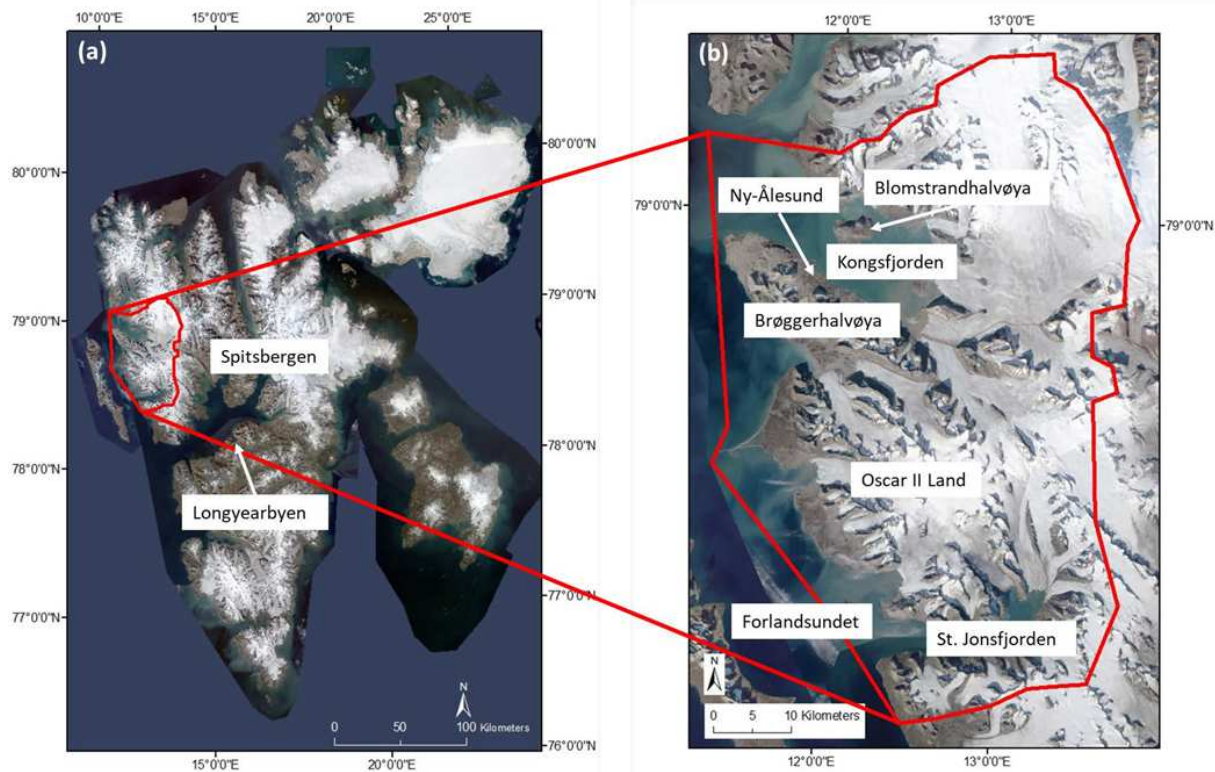 10°0'0"E 15°0'0"E 20°0'0"E 25°0'0"E
(a)
80°0'0"N
80°0'0"N
79°0'0"N
79°0'0"N
Spitsbergen
78°0'0"N
78°0'0"N
Longyearbyen
77°0'0"N
77°0'0"N
N
0 50 100 Kilometers
76°0'0"N
15°0'0"E 20°0'0"E
12°0'0"E 13°0'0"E
(b)
79°0'0"N
79°0'0"N
Ny-Ålesund
Blomstrandhalvøya
Kongsfjorden
Brøggerhalvøya
Oscar II Land
Forlandsundet
St. Jonsfjorden
N
0 5 10 Kilometers
12°0'0"E 13°0'0"E